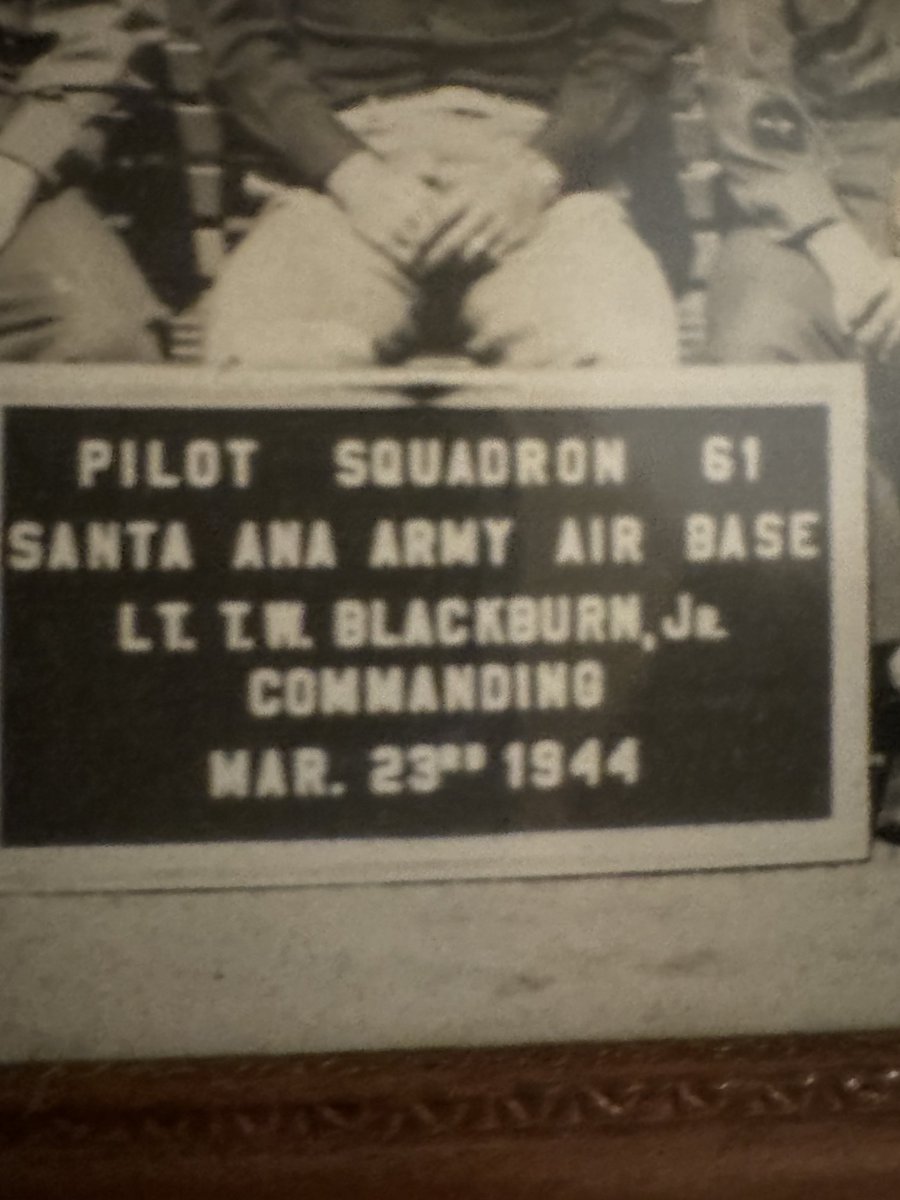 PILOT SQUADRON 61
SANTA ANA ARMY AIR BASE
LT. T.W. BLACKBURN, JR.
COMMANDING
MAR. 23RD 1944